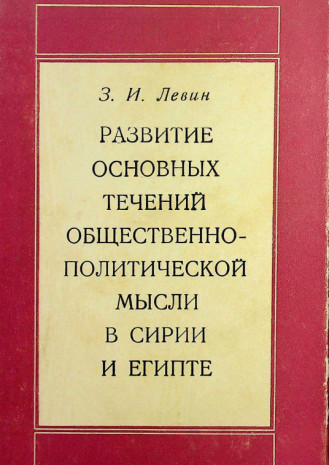 З. И. Левин
РАЗВИТИЕ
ОСНОВНЫХ
ТЕЧЕНИЙ
ОБЩЕСТВЕННО-
ПОЛИТИЧЕСКОЙ
МЫСЛИ
В СИРИИ
И ЕГИПТЕ